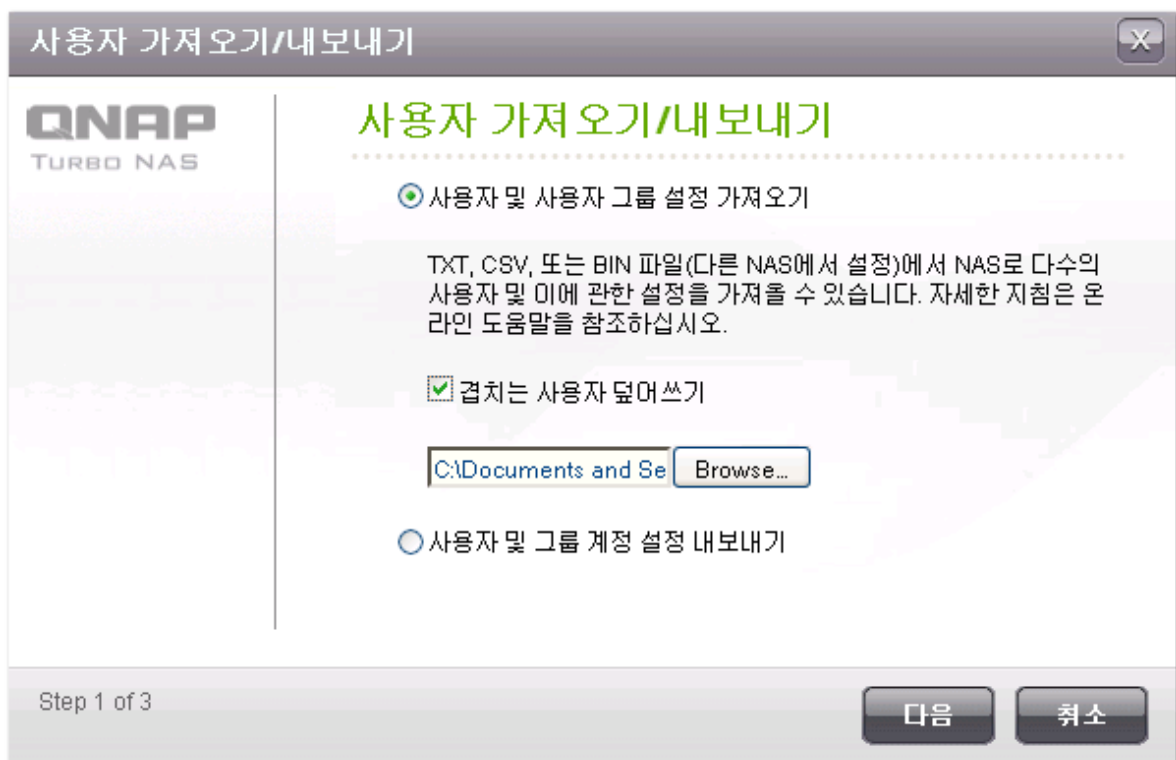 사용자 가져오기/내보내기
X
QNAP
TURBO NAS
사용자 가져오기/내보내기
사용자 및 사용자 그룹 설정 가져오기
TXT, CSV, 또는 BIN 파일(다른 NAS에서 설정)에서 NAS로 다수의
사용자 및 이에 관한 설정을 가져올 수 있습니다. 자세한 지침은 온
라인 도움말을 참조하십시오.
겹치는 사용자 덮어쓰기
C:\Documents and Se Browse...
사용자 및 그룹 계정 설정 내보내기
Step 1 of 3
다음 취소